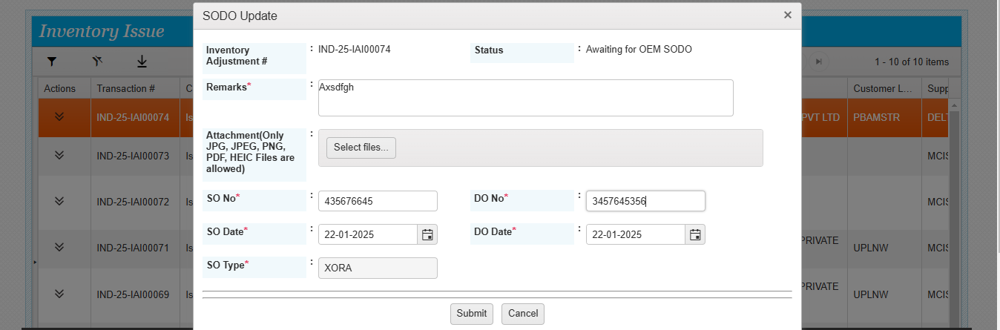 SODO Update
Inventory Issue
Inventory Adjustment # : IND-25-IAI00074 Status : Awaiting for OEM SODO
1 - 10 of 10 items
Remarks* : Axsdfgh
Actions Transaction # Customer L... Supp
IND-25-IAI00074 PVT LTD PBAMSTR DELT
Attachment(Only
JPG, JPEG, PNG,
PDF, HEIC Files are
allowed) : Select files...
IND-25-IAI00073 Is MCIS
SO No* : 435676645 DO No* : 3457645356
IND-25-IAI00072 Is MCIS
SO Date* : 22-01-2025 DO Date* : 22-01-2025
IND-25-IAI00071 Is PRIVATE UPLNW MCIS
SO Type* : XORA
IND-25-IAI00069 Is PRIVATE UPLNW MCIS
Submit Cancel